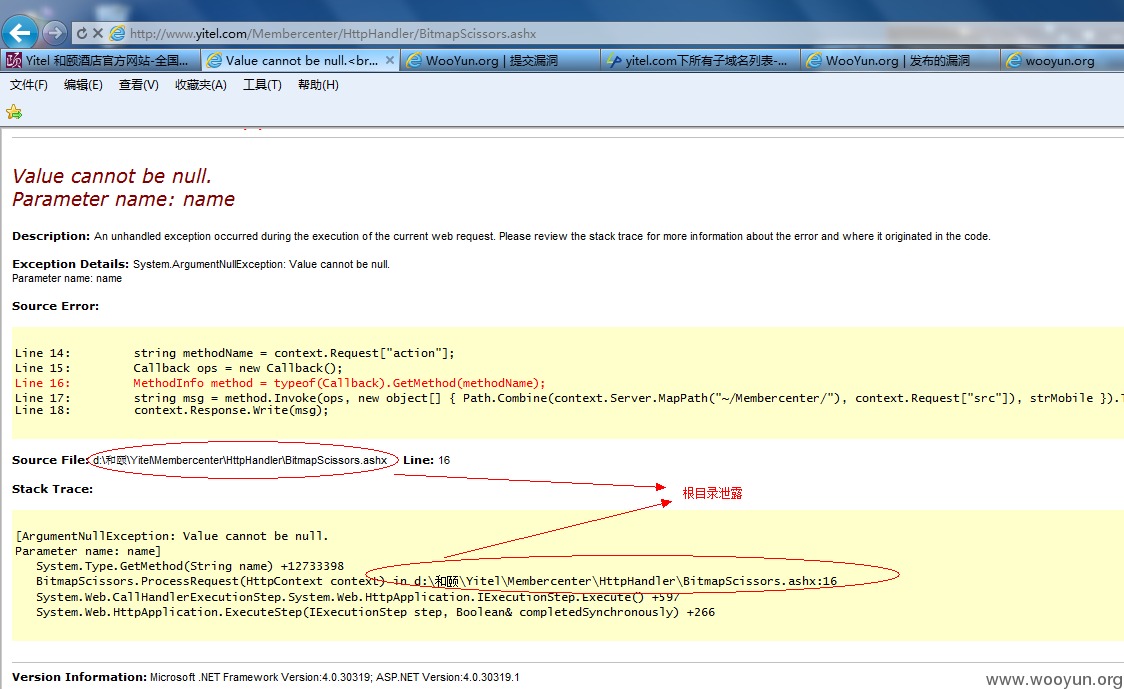 http://www.yitel.com/Membercenter/HttpHandler/BitmapScissors.ashx
Yitel 和颐酒店官方网站-全国...
Value cannot be null.<br...
WooYun.org | 提交漏洞
yitel.com下所有子域名列表-...
WooYun.org | 发布的漏洞
wooyun.org
文件(F) 编辑(E) 查看(V) 收藏夹(A) 工具(T) 帮助(H)
Value cannot be null.
Parameter name: name
Description: An unhandled exception occurred during the execution of the current web request. Please review the stack trace for more information about the error and where it originated in the code.
Exception Details: System.ArgumentNullException: Value cannot be null.
Parameter name: name
Source Error:
Line 14: string methodName = context.Request["action"];
Line 15: Callback ops = new Callback();
Line 16: MethodInfo method = typeof(Callback).GetMethod(methodName);
Line 17: string msg = method.Invoke(ops, new object[] { Path.Combine(context.Server.MapPath("~/Membercenter/"), context.Request["src"]), strMobile }).
Line 18: context.Response.Write(msg);
Source File: d:\和颐\Yitel\Membercenter\HttpHandler\BitmapScissors.ashx Line: 16
根目录泄露
Stack Trace:
[ArgumentNullException: Value cannot be null.
Parameter name: name]
System.Type.GetMethod(String name) +12733398
BitmapScissors.ProcessRequest(HttpContext context) in d:\和颐\Yitel\Membercenter\HttpHandler\BitmapScissors.ashx:16
System.Web.CallHandlerExecutionStep.System.Web.HttpApplication.IExecutionStep.Execute() +597
System.Web.HttpApplication.ExecuteStep(IExecutionStep step, Boolean& completedSynchronously) +266
Version Information: Microsoft .NET Framework Version:4.0.30319; ASP.NET Version:4.0.30319.1
www.wooyun.org